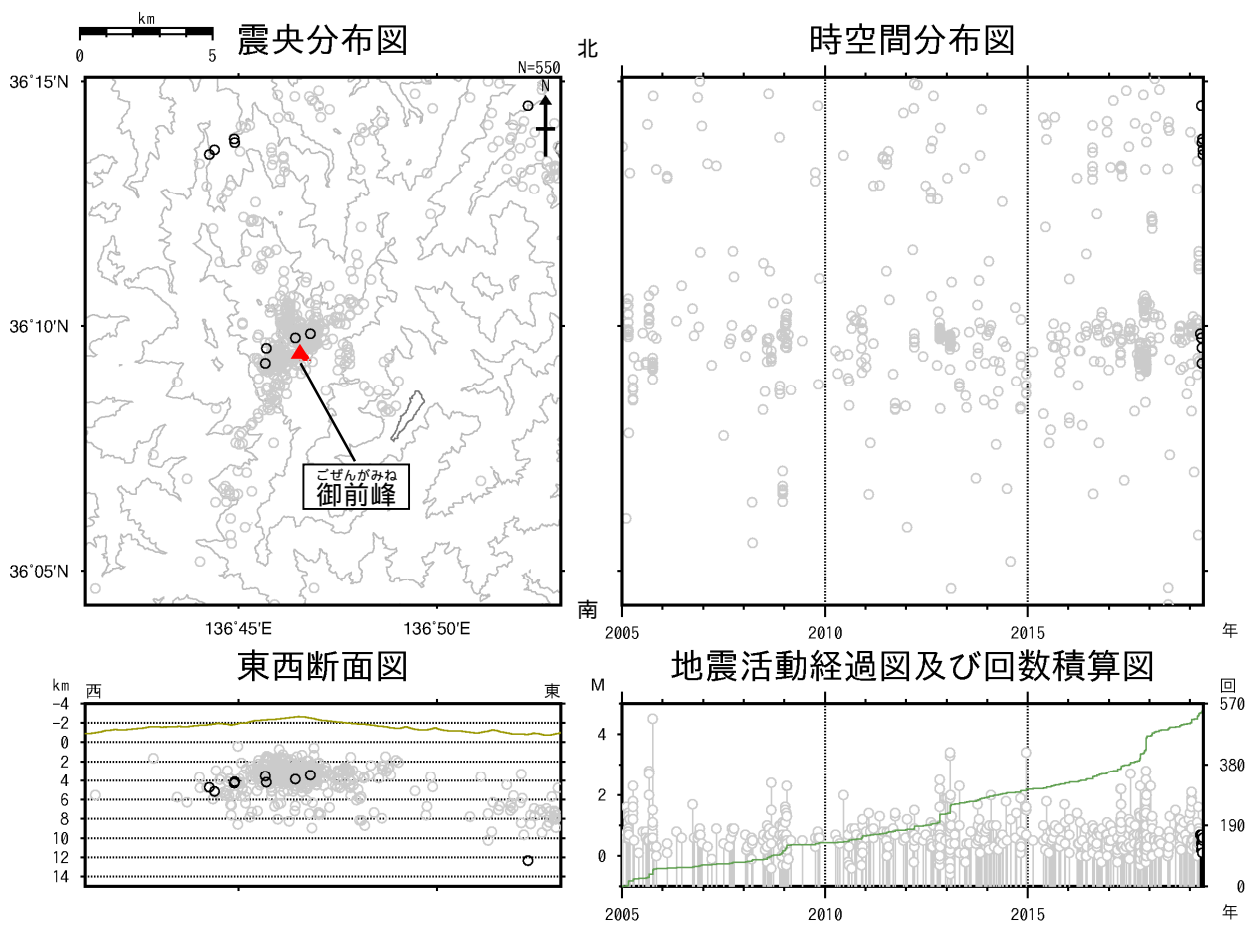 km
0 5
震央分布図
N=550
N
36°15'N
36°10'N
36°05'N
136°45'E 136°50'E
ごぜんがみね
御前峰
時空間分布図
北
南
2005 2010 2015 年
東西断面図
km
西 東
-4
-2
0
2
4
6
8
10
12
14
地震活動経過図及び回数積算図
M 回
4
2
0
570
380
190
0
2005 2010 2015 年